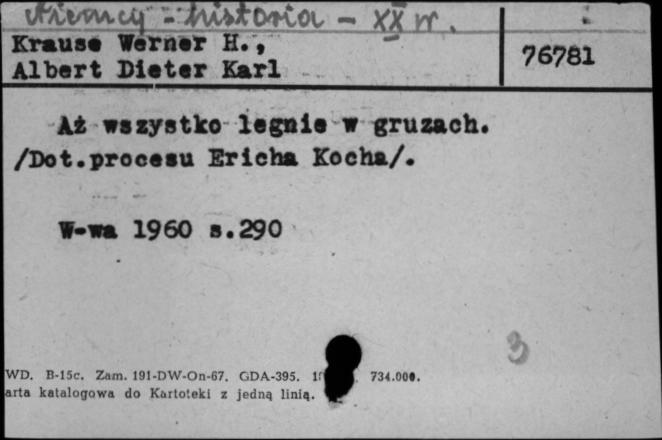 Niemcy - historia - XX w.
Krause Werner H.,
Albert Dieter Karl
76781
Aż wszystko legnie w gruzach.
/Dot.procesu Ericha Kocha/.
W-wa 1960 s.290
3
WD. B-15c. Zam. 191-DW-On-67. GDA-395. 734.000.
arta katalogowa do Kartoteki z jedną linią.